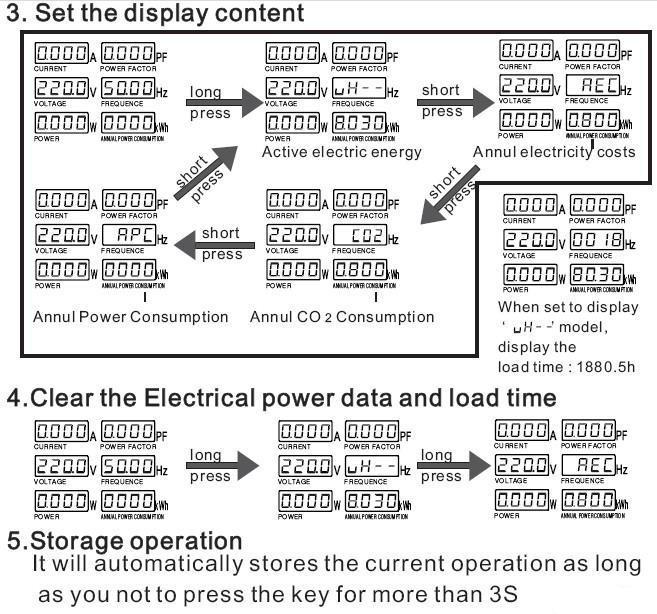 3. Set the display content
0.000 A 0.000 PF
CURRENT POWER FACTOR
220.0 V 50.00 Hz
VOLTAGE FREQUENCE
0.000 W 0.000 kWh
POWER ANNUAL POWER CONSUMPTION
long
press
0.000 A 0.000 PF
CURRENT POWER FACTOR
220.0 V uH-- Hz
VOLTAGE FREQUENCE
0.000 W 8.030 kWh
POWER ANNUAL POWER CONSUMPTION
Active electric energy
short
press
0.000 A 0.000 PF
CURRENT POWER FACTOR
220.0 V AEC Hz
VOLTAGE FREQUENCE
0.000 W 0.800 kWh
POWER ANNUAL POWER CONSUMPTION
Annul electricity costs
short
press
0.000 A 0.000 PF
CURRENT POWER FACTOR
220.0 V CO2 Hz
VOLTAGE FREQUENCE
0.000 W 0.800 kWh
POWER ANNUAL POWER CONSUMPTION
Annul CO 2 Consumption
short
press
0.000 A 0.000 PF
CURRENT POWER FACTOR
220.0 V APC Hz
VOLTAGE FREQUENCE
0.000 W 0.000 kWh
POWER ANNUAL POWER CONSUMPTION
Annul Power Consumption
short
press
0.000 A 0.000 PF
CURRENT POWER FACTOR
220.0 V 00 18 Hz
VOLTAGE FREQUENCE
0.000 W 80.30 kWh
POWER ANNUAL POWER CONSUMPTION
When set to display
‘ uH--’ model,
display the
load time : 1880.5h
4.Clear the Electrical power data and load time
0.000 A 0.000 PF
CURRENT POWER FACTOR
220.0 V 50.00 Hz
VOLTAGE FREQUENCE
0.000 W 0.000 kWh
POWER ANNUAL POWER CONSUMPTION
long
press
0.000 A 0.000 PF
CURRENT POWER FACTOR
220.0 V uH-- Hz
VOLTAGE FREQUENCE
0.000 W 8.030 kWh
POWER ANNUAL POWER CONSUMPTION
long
press
0.000 A 0.000 PF
CURRENT POWER FACTOR
220.0 V AEC Hz
VOLTAGE FREQUENCE
0.000 W 0.800 kWh
POWER ANNUAL POWER CONSUMPTION
5.Storage operation
It will automatically stores the current operation as long
as you not to press the key for more than 3S